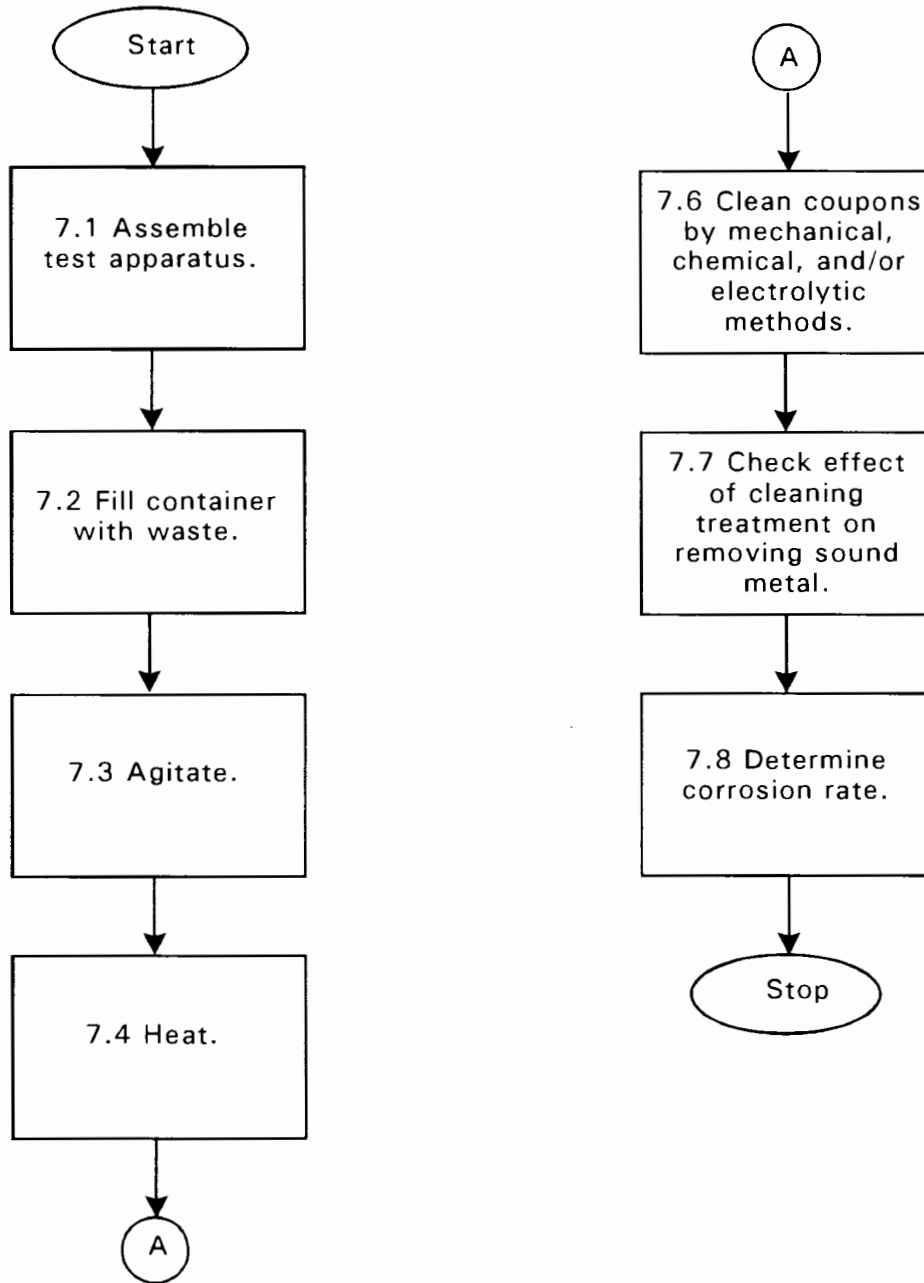 Start
7.1 Assemble
test apparatus.
7.2 Fill container
with waste.
7.3 Agitate.
7.4 Heat.
A
A
7.6 Clean coupons
by mechanical,
chemical, and/or
electrolytic
methods.
7.7 Check effect
of cleaning
treatment on
removing sound
metal.
7.8 Determine
corrosion rate.
Stop